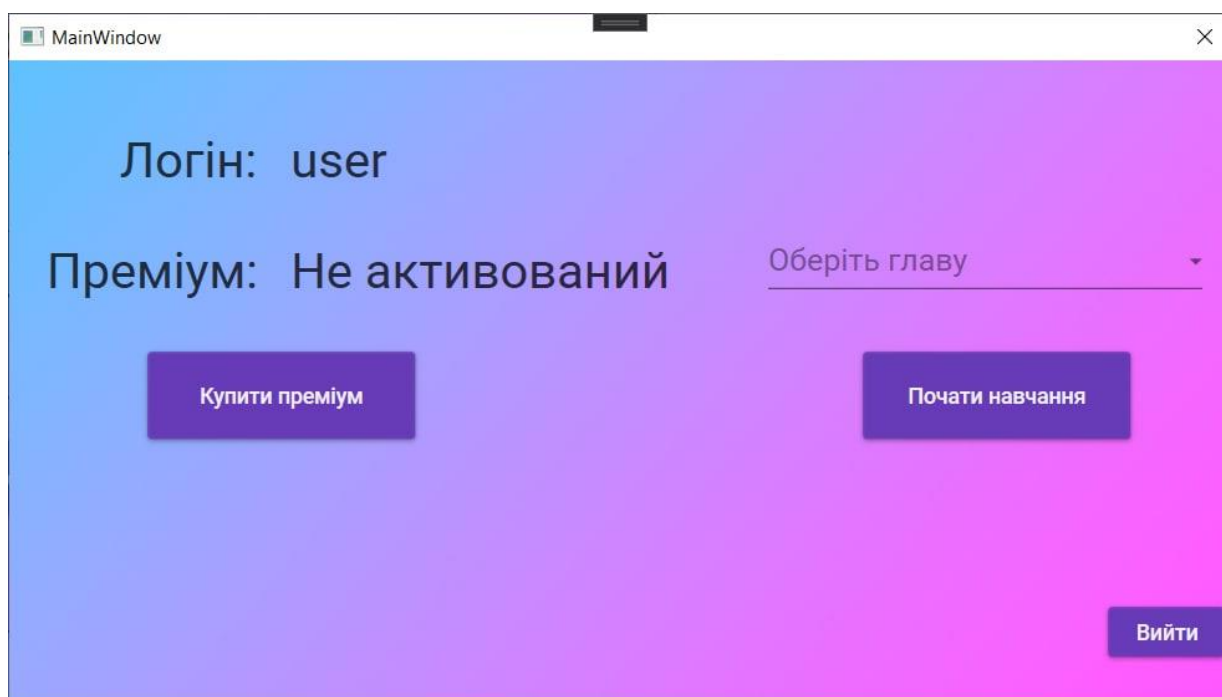 MainWindow
Логін: user
Преміум: Не активований
Оберіть главу
Купити преміум
Почати навчання
Вийти